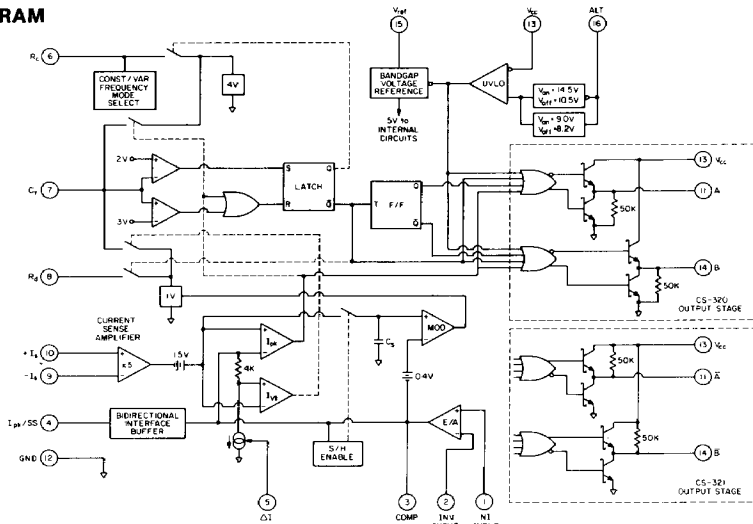 RAM
Vref
15
Vcc
13
ALT
16
Rc 6
CONST/VAR
FREQUENCY
MODE
SELECT
4V
BANDGAP
VOLTAGE
REFERENCE
UVLO
Von = 14.5V
Voff = 10.5V
Von = 9.0V
Voff = 8.2V
5V to
INTERNAL
CIRCUITS
2V
S Q
LATCH
R Q̅
CT 7
3V
T F/F
Q
Q̅
13 Vcc
11 A
50K
14 B
50K
CS-320
OUTPUT STAGE
Rd 8
1V
CURRENT
SENSE
AMPLIFIER
+Is 10
-Is 9
x5
1.5V
Ipk
4K
Cs
MOD
0.4V
Ipk/SS 4
BIDIRECTIONAL
INTERFACE
BUFFER
S/H
ENABLE
E/A
GND 12
5
ΔI
3
COMP
2
INV
1
NI
13 Vcc
50K
11 A̅
50K
14 B̅
CS-321
OUTPUT STAGE